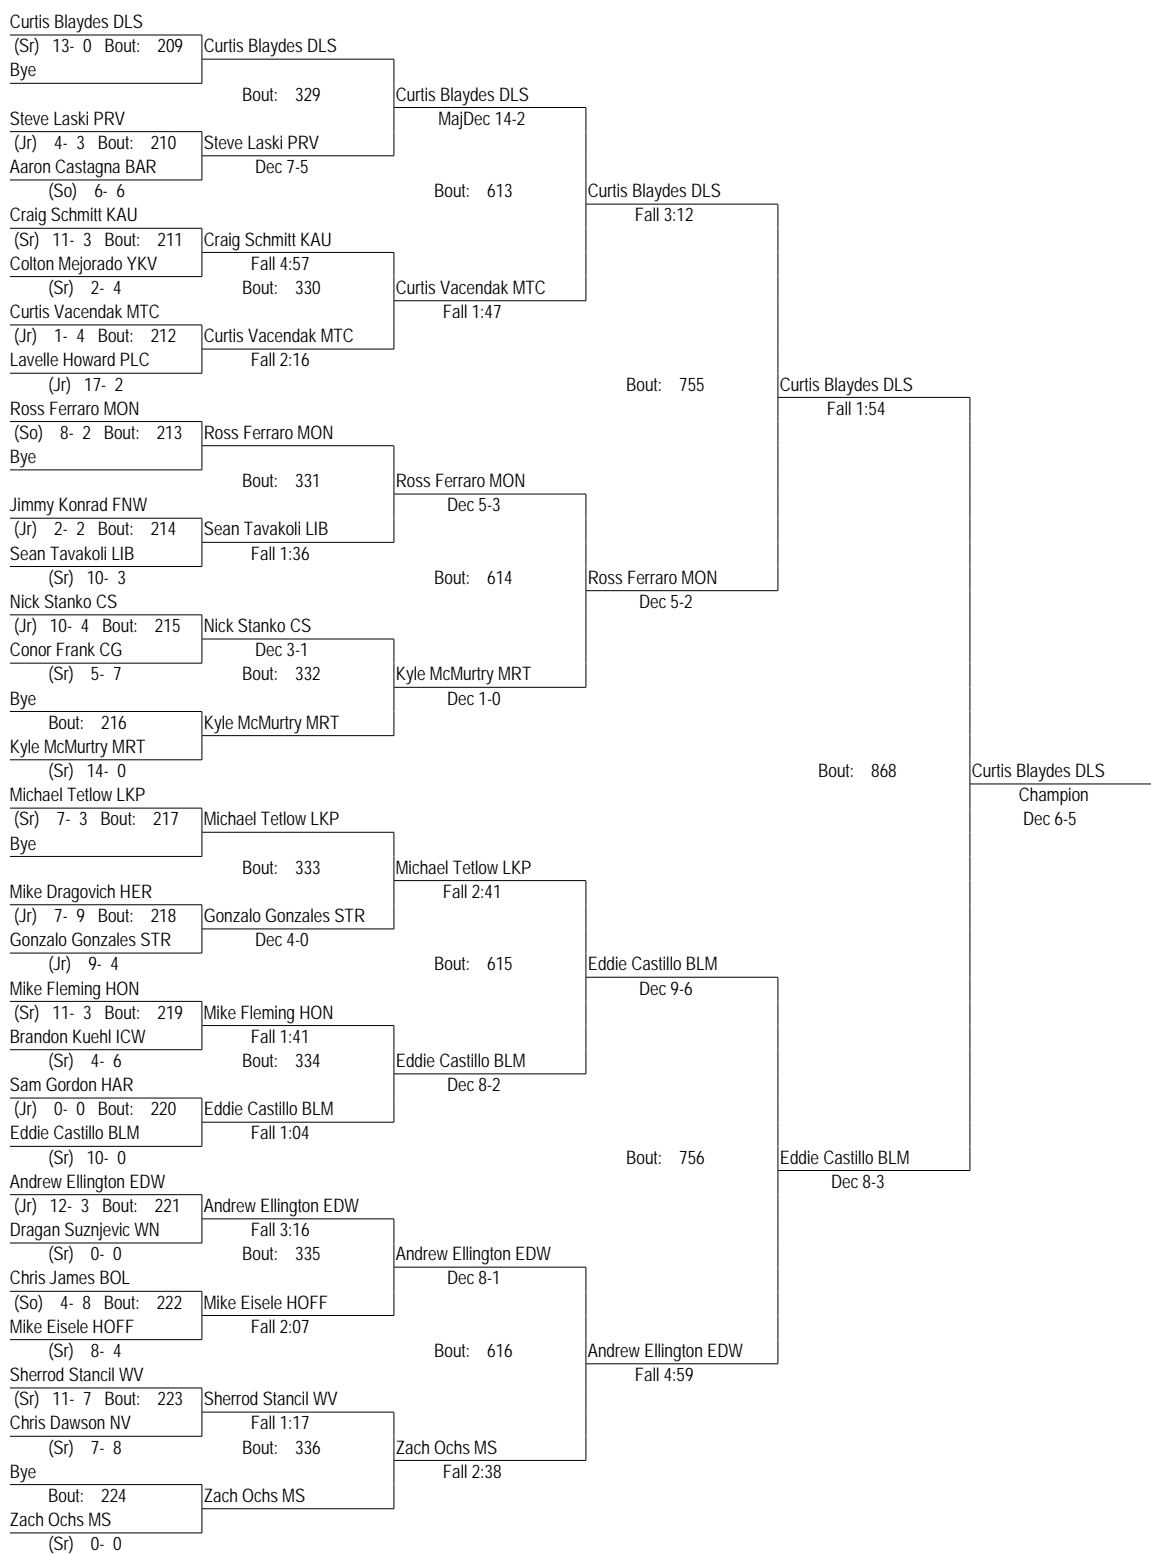 Curtis Blaydes DLS
(Sr) 13- 0 Bout: 209 Curtis Blaydes DLS
Bye
Bout: 329 Curtis Blaydes DLS
Steve Laski PRV MajDec 14-2
(Jr) 4- 3 Bout: 210 Steve Laski PRV
Aaron Castagna BAR Dec 7-5
(So) 6- 6 Bout: 613 Curtis Blaydes DLS
Craig Schmitt KAU Fall 3:12
(Sr) 11- 3 Bout: 211 Craig Schmitt KAU
Colton Mejorado YKV Fall 4:57
(Sr) 2- 4 Bout: 330 Curtis Vacendak MTC
Curtis Vacendak MTC Fall 1:47
(Jr) 1- 4 Bout: 212 Curtis Vacendak MTC
Lavelle Howard PLC Fall 2:16
(Jr) 17- 2 Bout: 755 Curtis Blaydes DLS
Ross Ferraro MON Fall 1:54
(So) 8- 2 Bout: 213 Ross Ferraro MON
Bye
Bout: 331 Ross Ferraro MON
Jimmy Konrad FNW Dec 5-3
(Jr) 2- 2 Bout: 214 Sean Tavakoli LIB
Sean Tavakoli LIB Fall 1:36
(Sr) 10- 3 Bout: 614 Ross Ferraro MON
Nick Stanko CS Dec 5-2
(Jr) 10- 4 Bout: 215 Nick Stanko CS
Conor Frank CG Dec 3-1
(Sr) 5- 7 Bout: 332 Kyle McMurtry MRT
Bye Dec 1-0
Bout: 216 Kyle McMurtry MRT
Kyle McMurtry MRT
(Sr) 14- 0 Bout: 868 Curtis Blaydes DLS
Michael Tetlow LKP Champion
(Sr) 7- 3 Bout: 217 Michael Tetlow LKP Dec 6-5
Bye
Bout: 333 Michael Tetlow LKP
Mike Dragovich HER Fall 2:41
(Jr) 7- 9 Bout: 218 Gonzalo Gonzales STR
Gonzalo Gonzales STR Dec 4-0
(Jr) 9- 4 Bout: 615 Eddie Castillo BLM
Mike Fleming HON Dec 9-6
(Sr) 11- 3 Bout: 219 Mike Fleming HON
Brandon Kuehl ICW Fall 1:41
(Sr) 4- 6 Bout: 334 Eddie Castillo BLM
Sam Gordon HAR Dec 8-2
(Jr) 0- 0 Bout: 220 Eddie Castillo BLM
Eddie Castillo BLM Fall 1:04
(Sr) 10- 0 Bout: 756 Eddie Castillo BLM
Andrew Ellington EDW Dec 8-3
(Jr) 12- 3 Bout: 221 Andrew Ellington EDW
Dragan Suznjevic WN Fall 3:16
(Sr) 0- 0 Bout: 335 Andrew Ellington EDW
Chris James BOL Dec 8-1
(So) 4- 8 Bout: 222 Mike Eisele HOFF
Mike Eisele HOFF Fall 2:07
(Sr) 8- 4 Bout: 616 Andrew Ellington EDW
Sherrod Stancil WV Fall 4:59
(Sr) 11- 7 Bout: 223 Sherrod Stancil WV
Chris Dawson NV Fall 1:17
(Sr) 7- 8 Bout: 336 Zach Ochs MS
Bye Fall 2:38
Bout: 224 Zach Ochs MS
Zach Ochs MS
(Sr) 0- 0